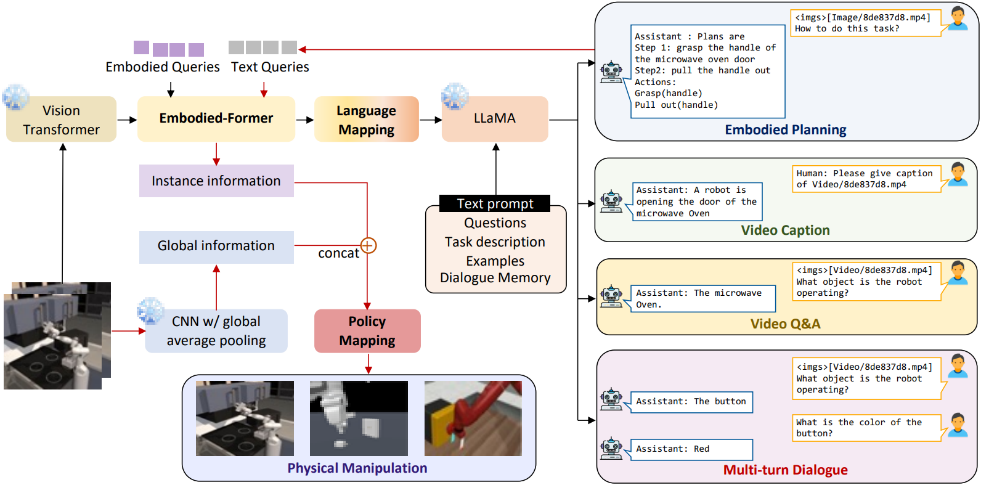 Embodied Queries
Text Queries
Vision
Transformer
Embodied-Former
Language
Mapping
LLaMA
Instance information
Global information
concat
CNN w/ global
average pooling
Policy
Mapping
Physical Manipulation
Text prompt
Questions
Task description
Examples
Dialogue Memory
<imgs>[Image/8de837d8.mp4]
How to do this task?
Assistant : Plans are
Step 1: grasp the handle of
the microwave oven door
Step2: pull the handle out
Actions:
Grasp(handle)
Pull out(handle)
Embodied Planning
Human: Please give caption
of Video/8de837d8.mp4
Assistant: A robot is
opening the door of the
microwave Oven
Video Caption
<imgs>[Video/8de837d8.mp4]
What object is the robot
operating?
Assistant: The microwave
Oven.
Video Q&A
<imgs>[Video/8de837d8.mp4]
What object is the robot
operating?
Assistant: The button
What is the color of the
button?
Assistant: Red
Multi-turn Dialogue